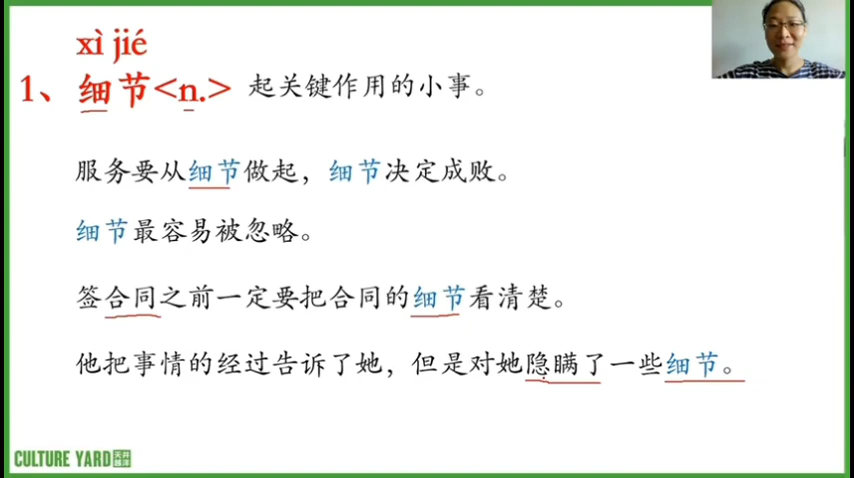 xì jié
1、细节<n.> 起关键作用的小事。
服务要从细节做起，细节决定成败。
细节最容易被忽略。
签合同之前一定要把合同的细节看清楚。
他把事情的经过告诉了她，但是对她隐瞒了一些细节。
CULTURE YARD